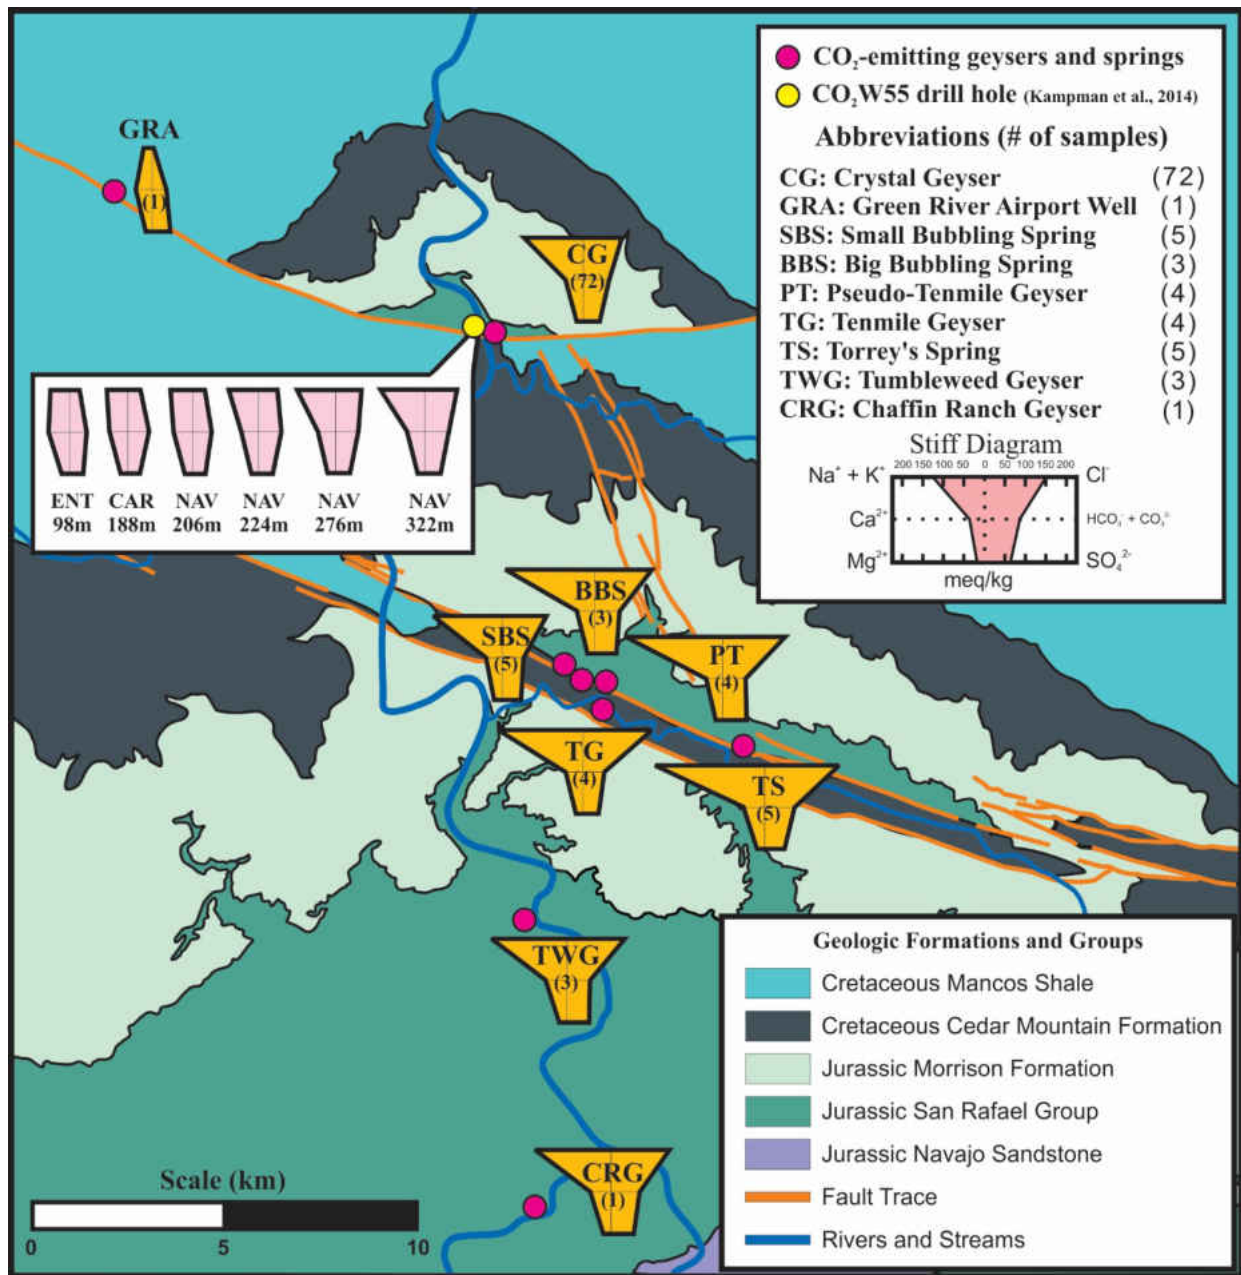 CO₂-emitting geysers and springs
CO₂W55 drill hole (Kampman et al., 2014)
Abbreviations (# of samples)
CG: Crystal Geyser (72)
GRA: Green River Airport Well (1)
SBS: Small Bubbling Spring (5)
BBS: Big Bubbling Spring (3)
PT: Pseudo-Tenmile Geyser (4)
TG: Tenmile Geyser (4)
TS: Torrey's Spring (5)
TWG: Tumbleweed Geyser (3)
CRG: Chaffin Ranch Geyser (1)
Stiff Diagram
200 150 100 50 0 50 100 150 200
Na⁺ + K⁺ Cl⁻
Ca²⁺ HCO₃⁻ + CO₃²⁻
Mg²⁺ SO₄²⁻
meq/kg
GRA
(1)
CG
(72)
ENT CAR NAV NAV NAV NAV
98m 188m 206m 224m 276m 322m
BBS
(3)
SBS
(5)
PT
(4)
TG
(4)
TS
(5)
TWG
(3)
CRG
(1)
Geologic Formations and Groups
Cretaceous Mancos Shale
Cretaceous Cedar Mountain Formation
Jurassic Morrison Formation
Jurassic San Rafael Group
Jurassic Navajo Sandstone
Fault Trace
Rivers and Streams
Scale (km)
0 5 10